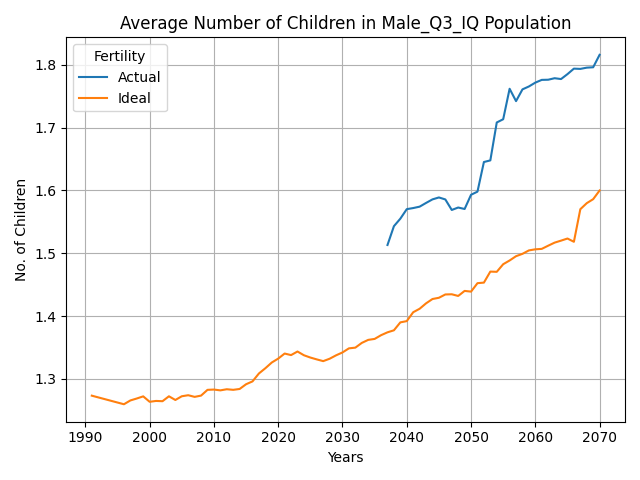 Average Number of Children in Male_Q3_IQ Population
Fertility
Actual
Ideal
No. of Children
1.8
1.7
1.6
1.5
1.4
1.3
1990 2000 2010 2020 2030 2040 2050 2060 2070
Years